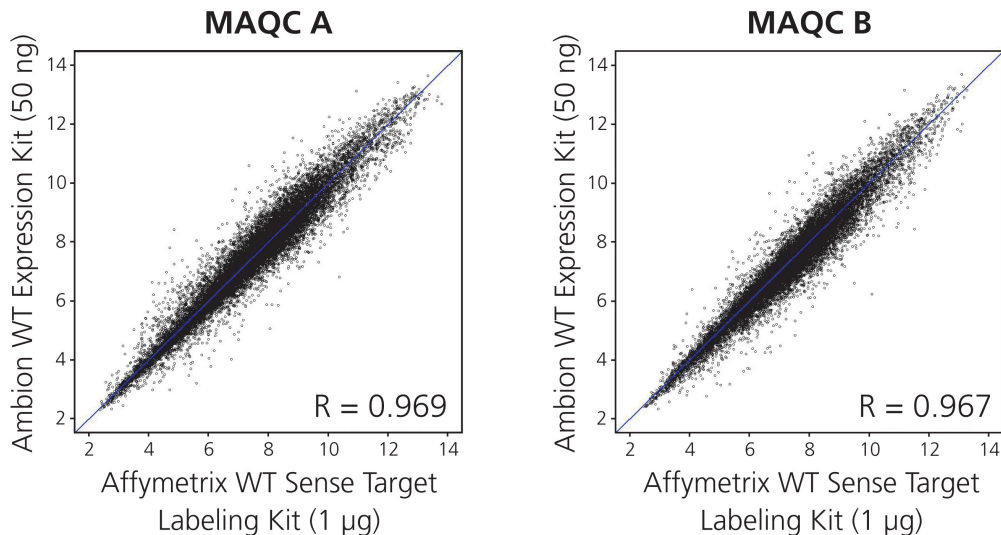 MAQC A
Ambion WT Expression Kit (50 ng)
14
12
10
8
6
4
2
R = 0.969
2 4 6 8 10 12 14
Affymetrix WT Sense Target
Labeling Kit (1 µg)
MAQC B
Ambion WT Expression Kit (50 ng)
14
12
10
8
6
4
2
R = 0.967
2 4 6 8 10 12 14
Affymetrix WT Sense Target
Labeling Kit (1 µg)